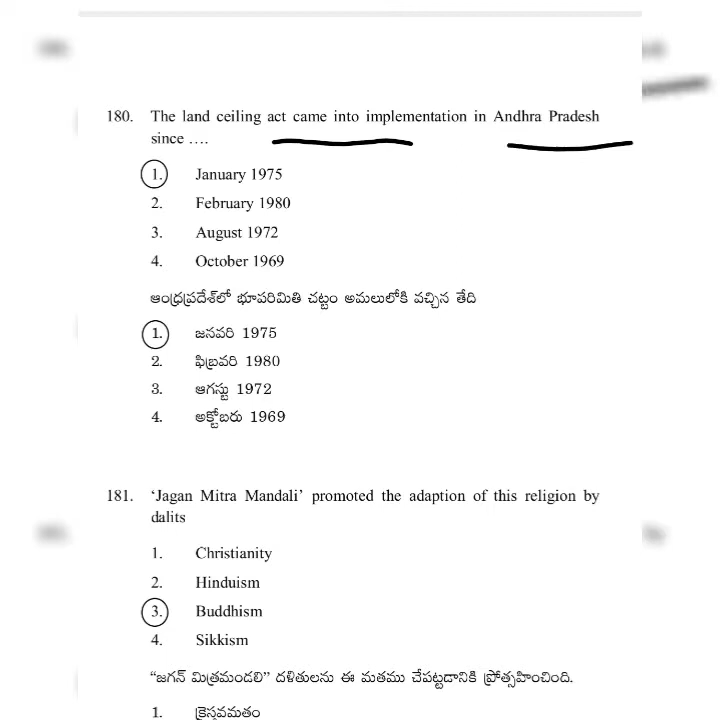 180. The land ceiling act came into implementation in Andhra Pradesh
since ....
1. January 1975
2. February 1980
3. August 1972
4. October 1969
ఆంధ్రప్రదేశ్‌లో భూపరిమితి చట్టం అమలులోకి వచ్చిన తేది
1. జనవరి 1975
2. ఫిబ్రవరి 1980
3. ఆగస్టు 1972
4. అక్టోబరు 1969
181. ‘Jagan Mitra Mandali’ promoted the adaption of this religion by
dalits
1. Christianity
2. Hinduism
3. Buddhism
4. Sikkism
“జగన్ మిత్రమండలి” దళితులను ఈ మతము చేపట్టడానికి ప్రోత్సహించింది.
1. క్రైస్తవమతం